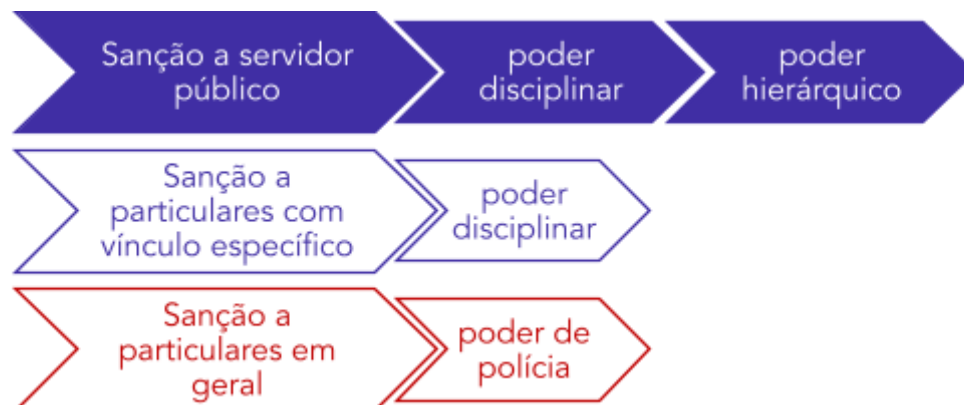 Sanção a servidor
público
poder
disciplinar
poder
hierárquico
Sanção a
particulares com
vínculo específico
poder
disciplinar
Sanção a
particulares em
geral
poder de
polícia